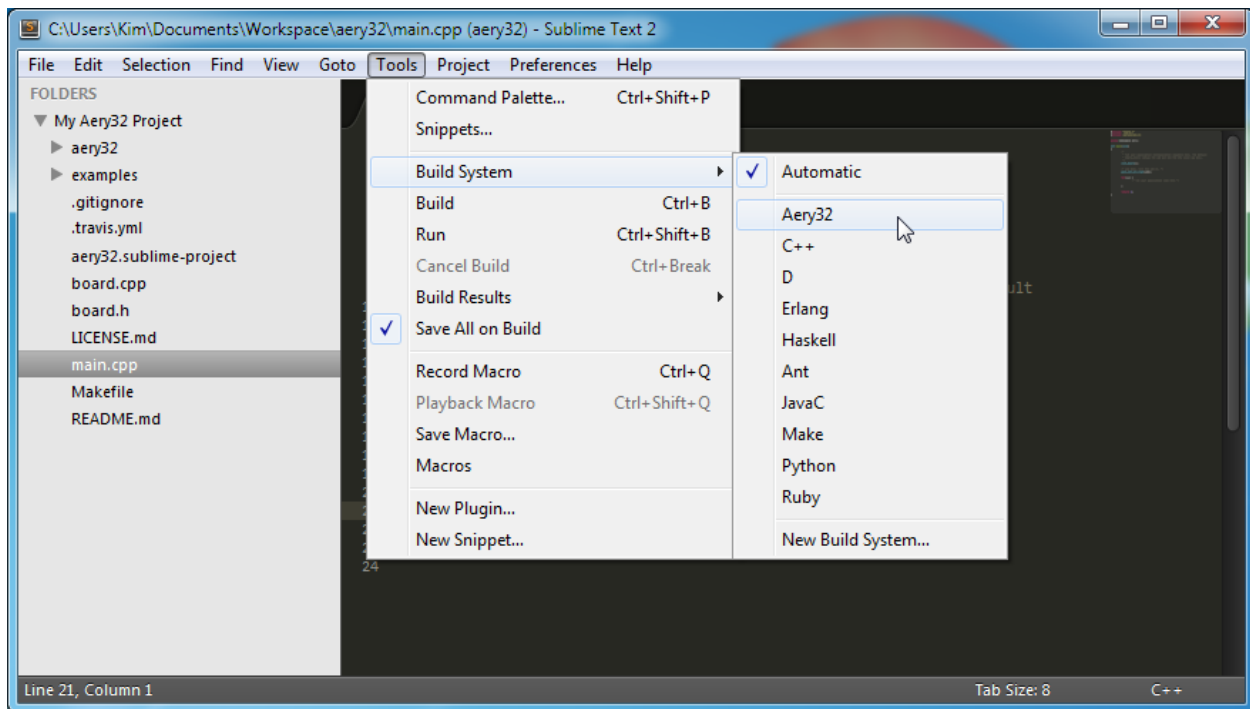 C:\Users\Kim\Documents\Workspace\aery32\main.cpp (aery32) - Sublime Text 2
File Edit Selection Find View Goto Tools Project Preferences Help
FOLDERS
My Aery32 Project
aery32
examples
.gitignore
.travis.yml
aery32.sublime-project
board.cpp
board.h
LICENSE.md
main.cpp
Makefile
README.md
Command Palette... Ctrl+Shift+P
Snippets...
Build System
Build Ctrl+B
Run Ctrl+Shift+B
Cancel Build Ctrl+Break
Build Results
Save All on Build
Record Macro Ctrl+Q
Playback Macro Ctrl+Shift+Q
Save Macro...
Macros
New Plugin...
New Snippet...
Automatic
Aery32
C++
D
Erlang
Haskell
Ant
JavaC
Make
Python
Ruby
New Build System...
ult
24
Line 21, Column 1 Tab Size: 8 C++